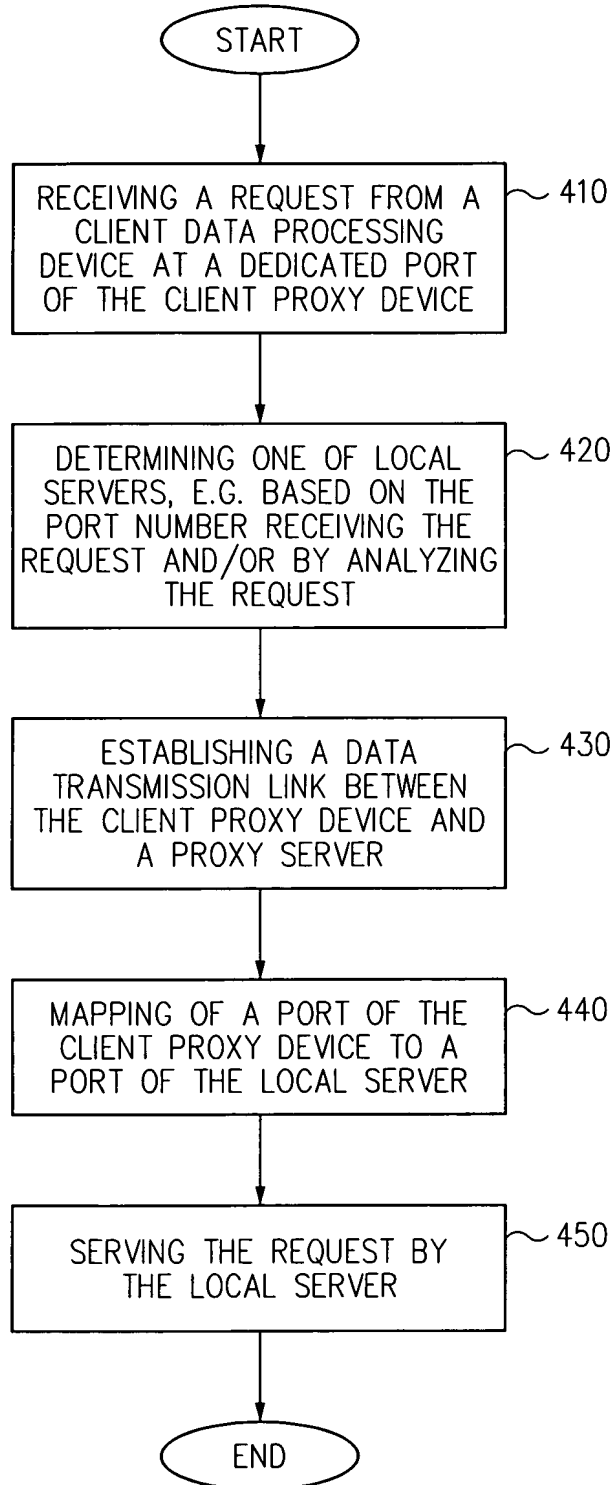 START
RECEIVING A REQUEST FROM A
CLIENT DATA PROCESSING
DEVICE AT A DEDICATED PORT
OF THE CLIENT PROXY DEVICE
410
DETERMINING ONE OF LOCAL
SERVERS, E.G. BASED ON THE
PORT NUMBER RECEIVING THE
REQUEST AND/OR BY ANALYZING
THE REQUEST
420
ESTABLISHING A DATA
TRANSMISSION LINK BETWEEN
THE CLIENT PROXY DEVICE AND
A PROXY SERVER
430
MAPPING OF A PORT OF THE
CLIENT PROXY DEVICE TO A
PORT OF THE LOCAL SERVER
440
SERVING THE REQUEST BY
THE LOCAL SERVER
450
END